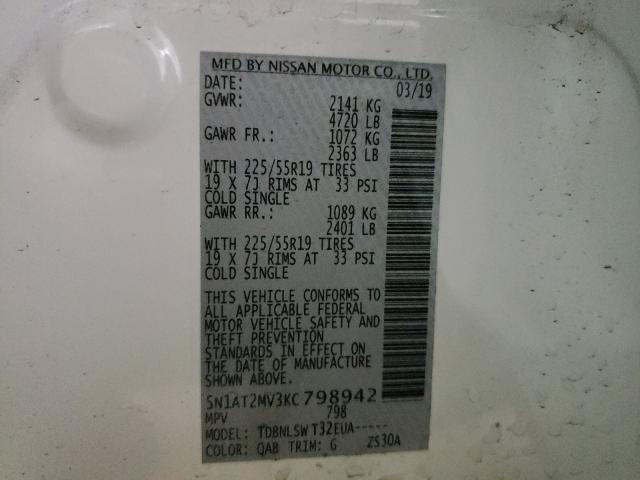 MFD BY NISSAN MOTOR CO., LTD.
DATE: 03/19
GVWR: 2141 KG
4720 LB
GAWR FR.: 1072 KG
2363 LB
WITH 225/55R19 TIRES
19 X 7J RIMS AT 33 PSI
COLD SINGLE
GAWR RR.: 1089 KG
2401 LB
WITH 225/55R19 TIRES
19 X 7J RIMS AT 33 PSI
COLD SINGLE
THIS VEHICLE CONFORMS TO
ALL APPLICABLE FEDERAL
MOTOR VEHICLE SAFETY AND
THEFT PREVENTION
STANDARDS IN EFFECT ON
THE DATE OF MANUFACTURE
SHOWN ABOVE.
5N1AT2MV3KC798942
MPV 798
MODEL: TDBNLSW T32EUA-----
COLOR: QAB TRIM: G ZS30A